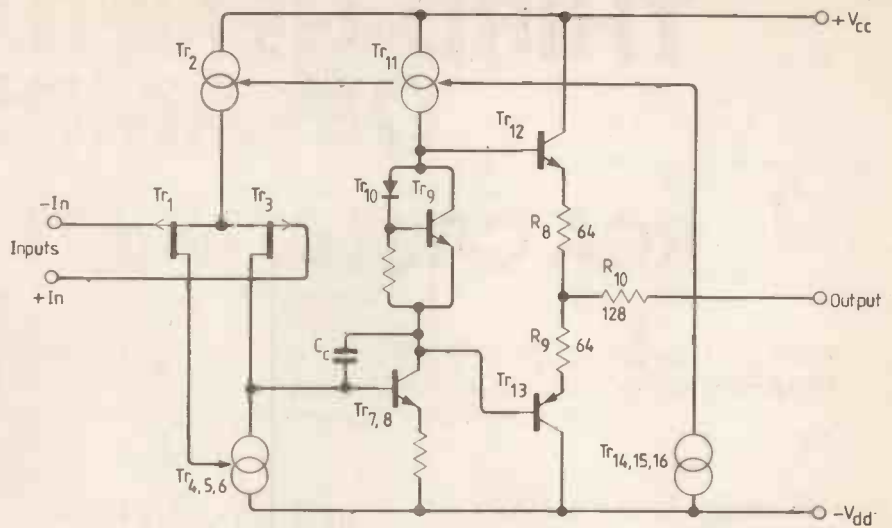 +Vcc
Tr2
Tr11
Tr12
Tr1
Tr3
Tr10
Tr9
−In
Inputs
+In
R8 64
R10
128
Output
R9 64
Cc
Tr13
Tr7,8
Tr4,5,6
Tr14,15,16
−Vdd